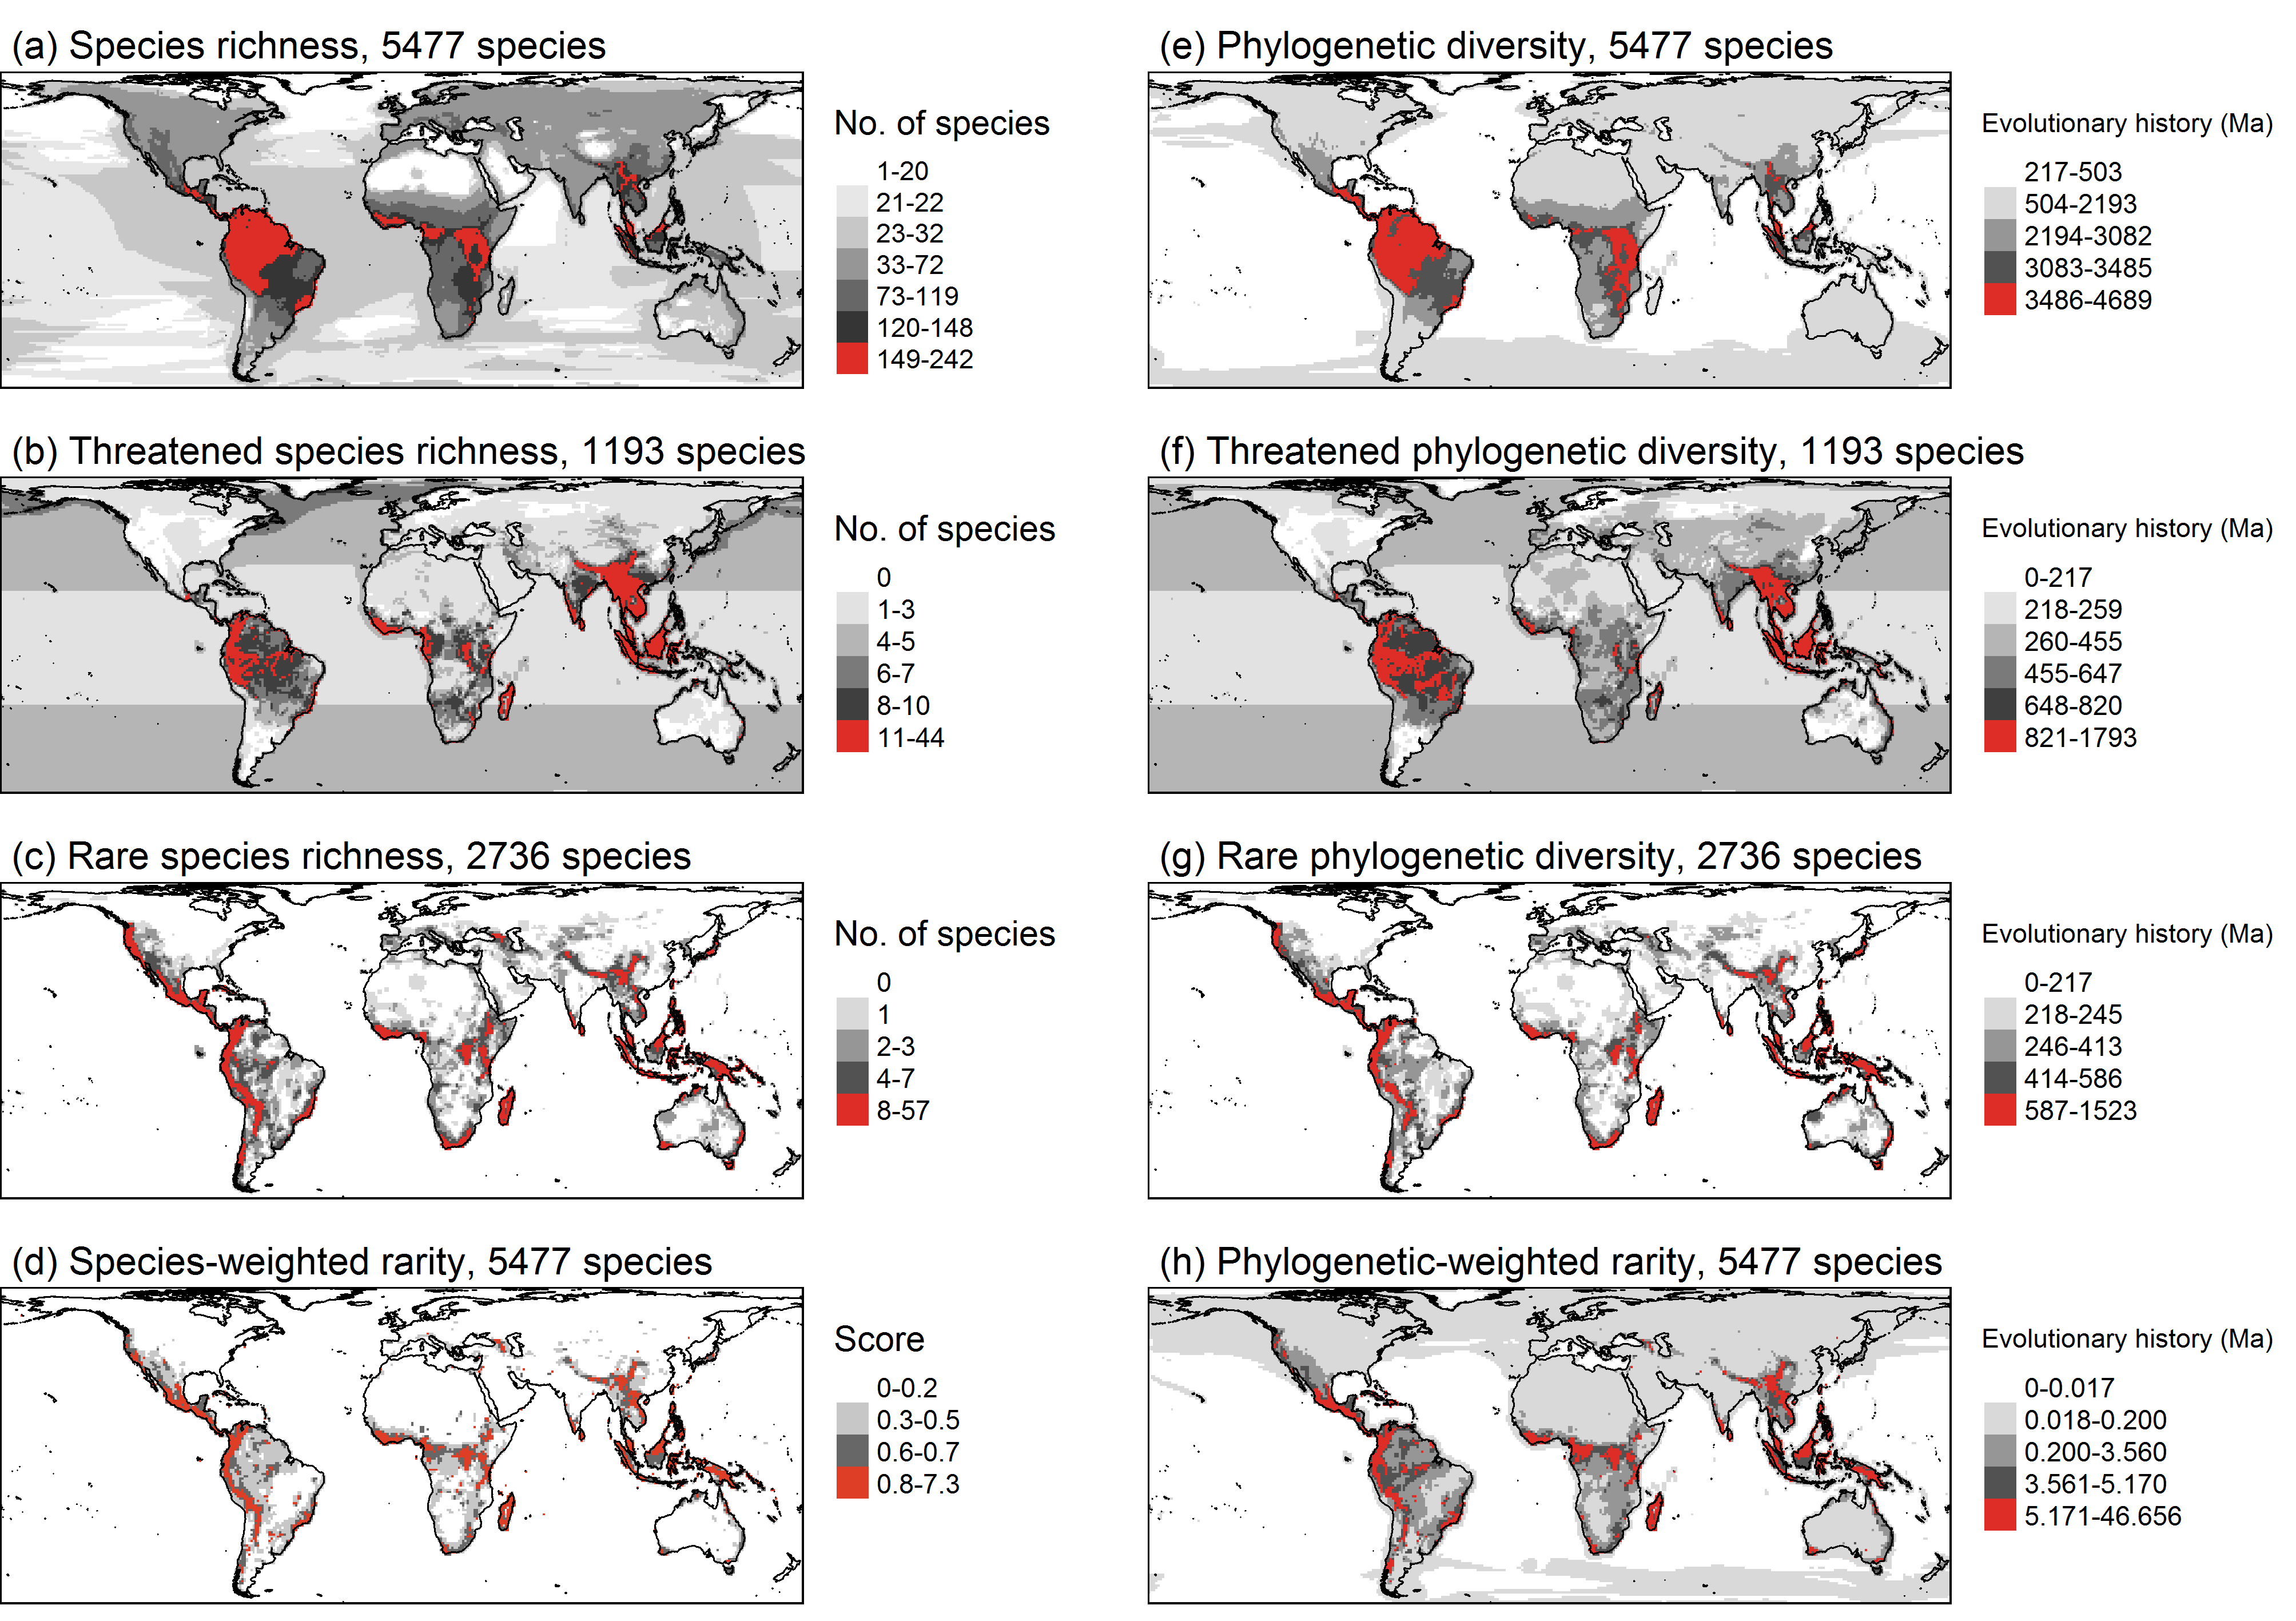 (a) Species richness, 5477 species
No. of species
1-20
21-22
23-32
33-72
73-119
120-148
149-242
(e) Phylogenetic diversity, 5477 species
Evolutionary history (Ma)
217-503
504-2193
2194-3082
3083-3485
3486-4689
(b) Threatened species richness, 1193 species
No. of species
0
1-3
4-5
6-7
8-10
11-44
(f) Threatened phylogenetic diversity, 1193 species
Evolutionary history (Ma)
0-217
218-259
260-455
455-647
648-820
821-1793
(c) Rare species richness, 2736 species
No. of species
0
1
2-3
4-7
8-57
(g) Rare phylogenetic diversity, 2736 species
Evolutionary history (Ma)
0-217
218-245
246-413
414-586
587-1523
(d) Species-weighted rarity, 5477 species
Score
0-0.2
0.3-0.5
0.6-0.7
0.8-7.3
(h) Phylogenetic-weighted rarity, 5477 species
Evolutionary history (Ma)
0-0.017
0.018-0.200
0.200-3.560
3.561-5.170
5.171-46.656